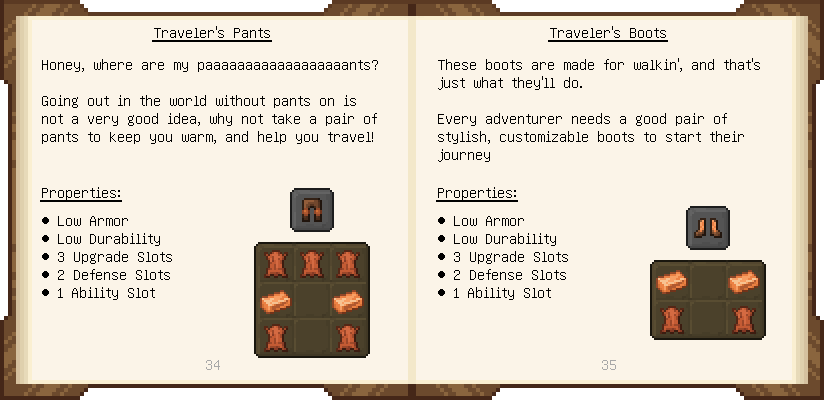 Traveler's Pants
Honey, where are my paaaaaaaaaaaaaaaaaants?
Going out in the world without pants on is
not a very good idea, why not take a pair of
pants to keep you warm, and help you travel!
Properties:
• Low Armor
• Low Durability
• 3 Upgrade Slots
• 2 Defense Slots
• 1 Ability Slot
34
Traveler's Boots
These boots are made for walkin', and that's
just what they'll do.
Every adventurer needs a good pair of
stylish, customizable boots to start their
journey
Properties:
• Low Armor
• Low Durability
• 3 Upgrade Slots
• 2 Defense Slots
• 1 Ability Slot
35